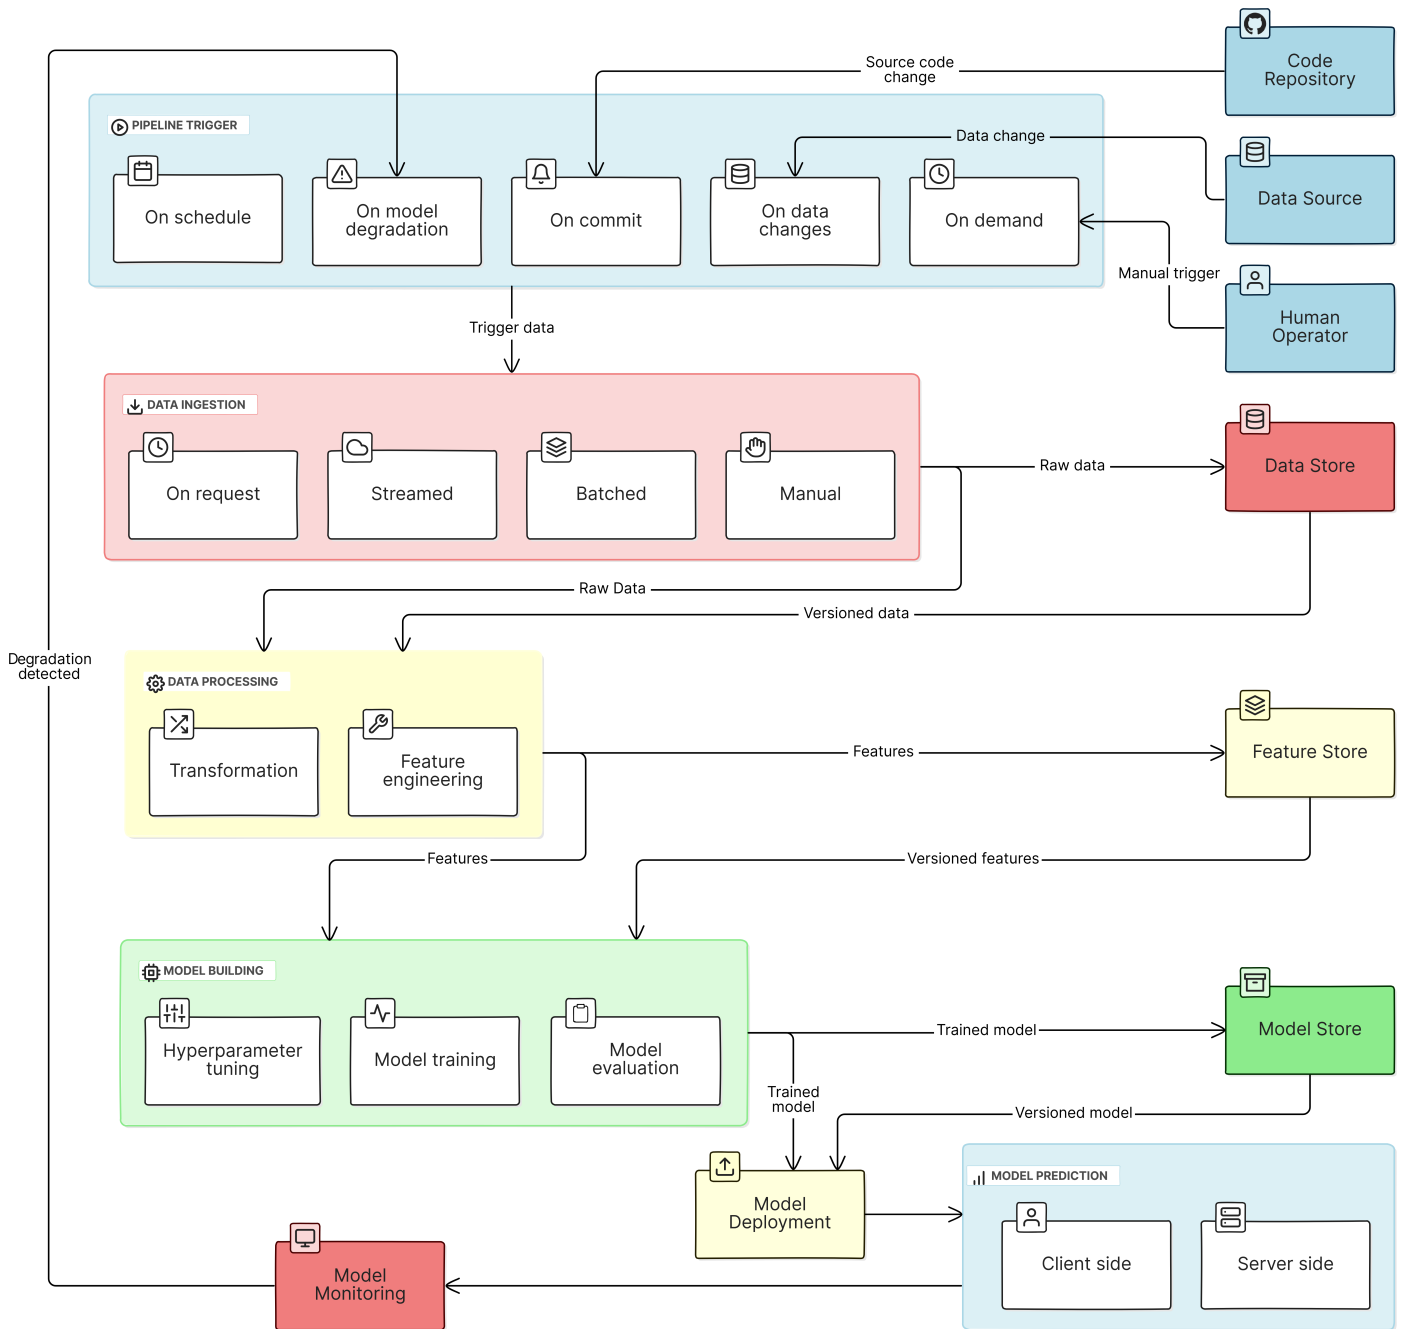 Code
Repository
Source code
change
PIPELINE TRIGGER
Data change
On schedule
On model
degradation
On commit
On data
changes
On demand
Data Source
Manual trigger
Human
Operator
Trigger data
DATA INGESTION
On request
Streamed
Batched
Manual
Raw data
Data Store
Raw Data
Versioned data
Degradation
detected
DATA PROCESSING
Transformation
Feature
engineering
Features
Feature Store
Features
Versioned features
MODEL BUILDING
Hyperparameter
tuning
Model training
Model
evaluation
Trained model
Model Store
Trained
model
Versioned model
Model
Deployment
MODEL PREDICTION
Client side
Server side
Model
Monitoring